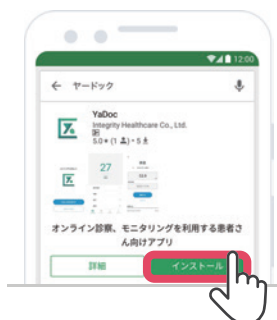 12:00
ヤードック
YaDoc
Integrity Healthcare Co., Ltd.
5.0★ (1
27
オンライン診察、モニタリングを利用する患者さ
ん向けアプリ
詳細
インストール